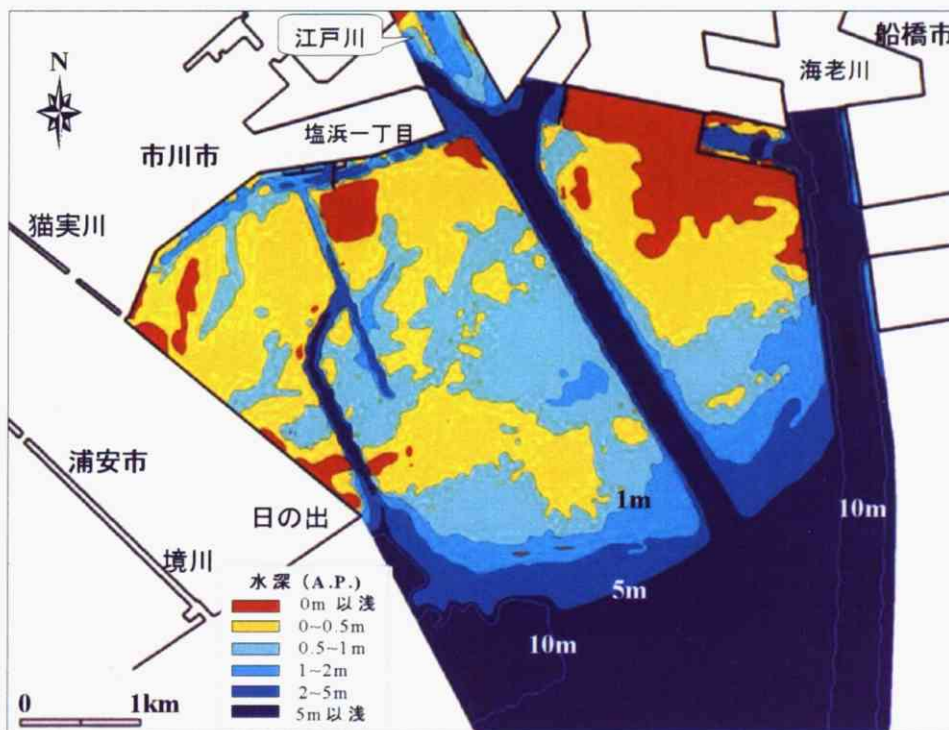 江戸川
船橋市
N
海老川
塩浜一丁目
市川市
猫実川
浦安市
日の出
1m
10m
境川
水深 (A.P.)
0m 以浅
0~0.5m
0.5~1m
1~2m
2~5m
5m 以浅
5m
10m
0 1km